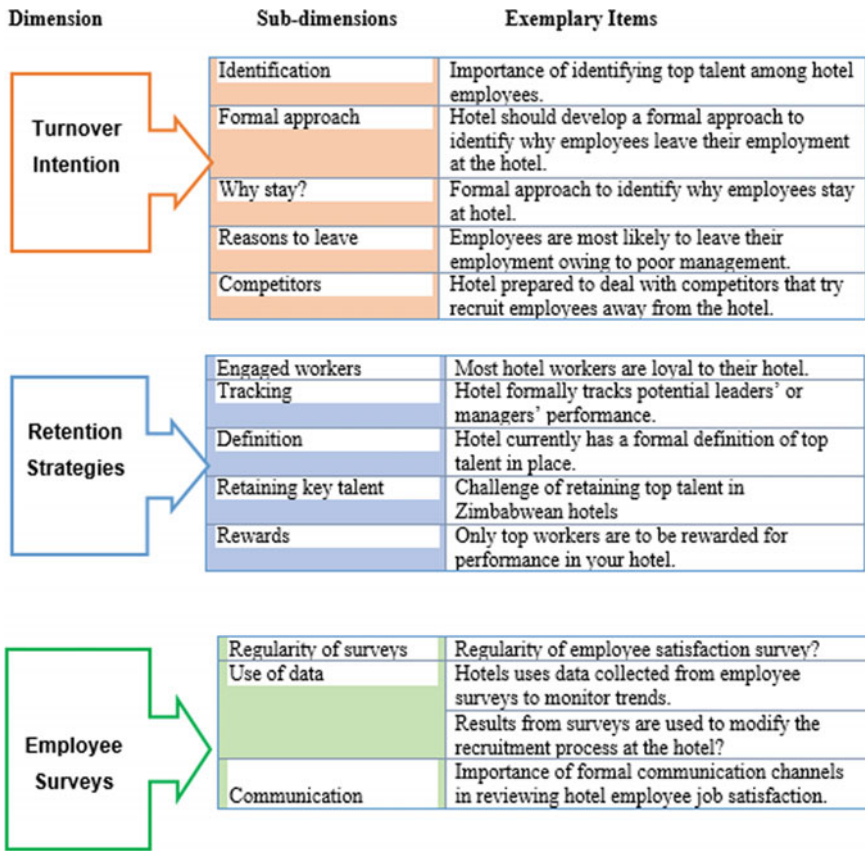 Dimension Sub-dimensions Exemplary Items
Turnover
Intention
Identification Importance of identifying top talent among hotel
employees.
Formal approach Hotel should develop a formal approach to
identify why employees leave their employment
at the hotel.
Why stay? Formal approach to identify why employees stay
at hotel.
Reasons to leave Employees are most likely to leave their
employment owing to poor management.
Competitors Hotel prepared to deal with competitors that try
recruit employees away from the hotel.
Retention
Strategies
Engaged workers Most hotel workers are loyal to their hotel.
Tracking Hotel formally tracks potential leaders’ or
managers’ performance.
Definition Hotel currently has a formal definition of top
talent in place.
Retaining key talent Challenge of retaining top talent in
Zimbabwean hotels
Rewards Only top workers are to be rewarded for
performance in your hotel.
Employee
Surveys
Regularity of surveys Regularity of employee satisfaction survey?
Use of data Hotels uses data collected from employee
surveys to monitor trends.
Results from surveys are used to modify the
recruitment process at the hotel?
Communication Importance of formal communication channels
in reviewing hotel employee job satisfaction.